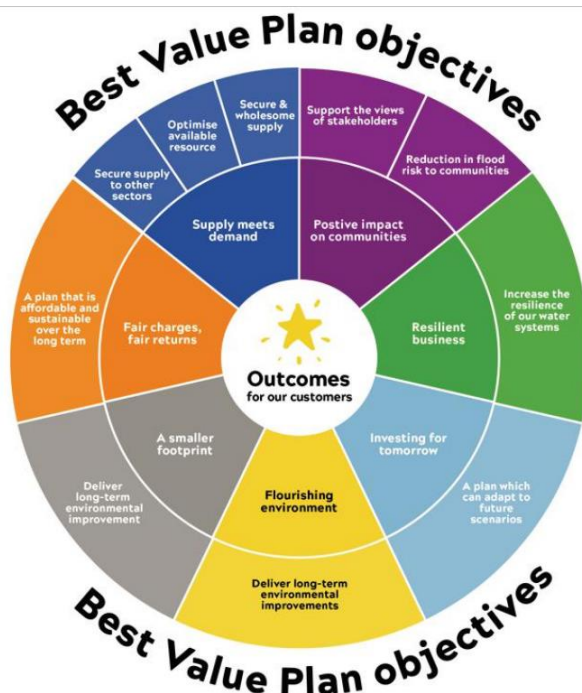 Best Value Plan objectives
Secure &
wholesome
supply
Support the views
of stakeholders
Optimise
available
resource
Reduction in flood
risk to communities
Secure supply
to other
sectors
Supply meets
demand
Postive impact
on communities
A plan that is
affordable and
sustainable
over the
long term
Fair charges,
fair returns
Resilient
business
Increase the
resilience
of our water
systems
Outcomes
for our customers
A smaller
footprint
Investing for
tomorrow
Deliver
long-term
environmental
improvement
Flourishing
environment
A plan which
can adapt to
future
scenarios
Deliver long-term
environmental
improvements
Best Value Plan objectives